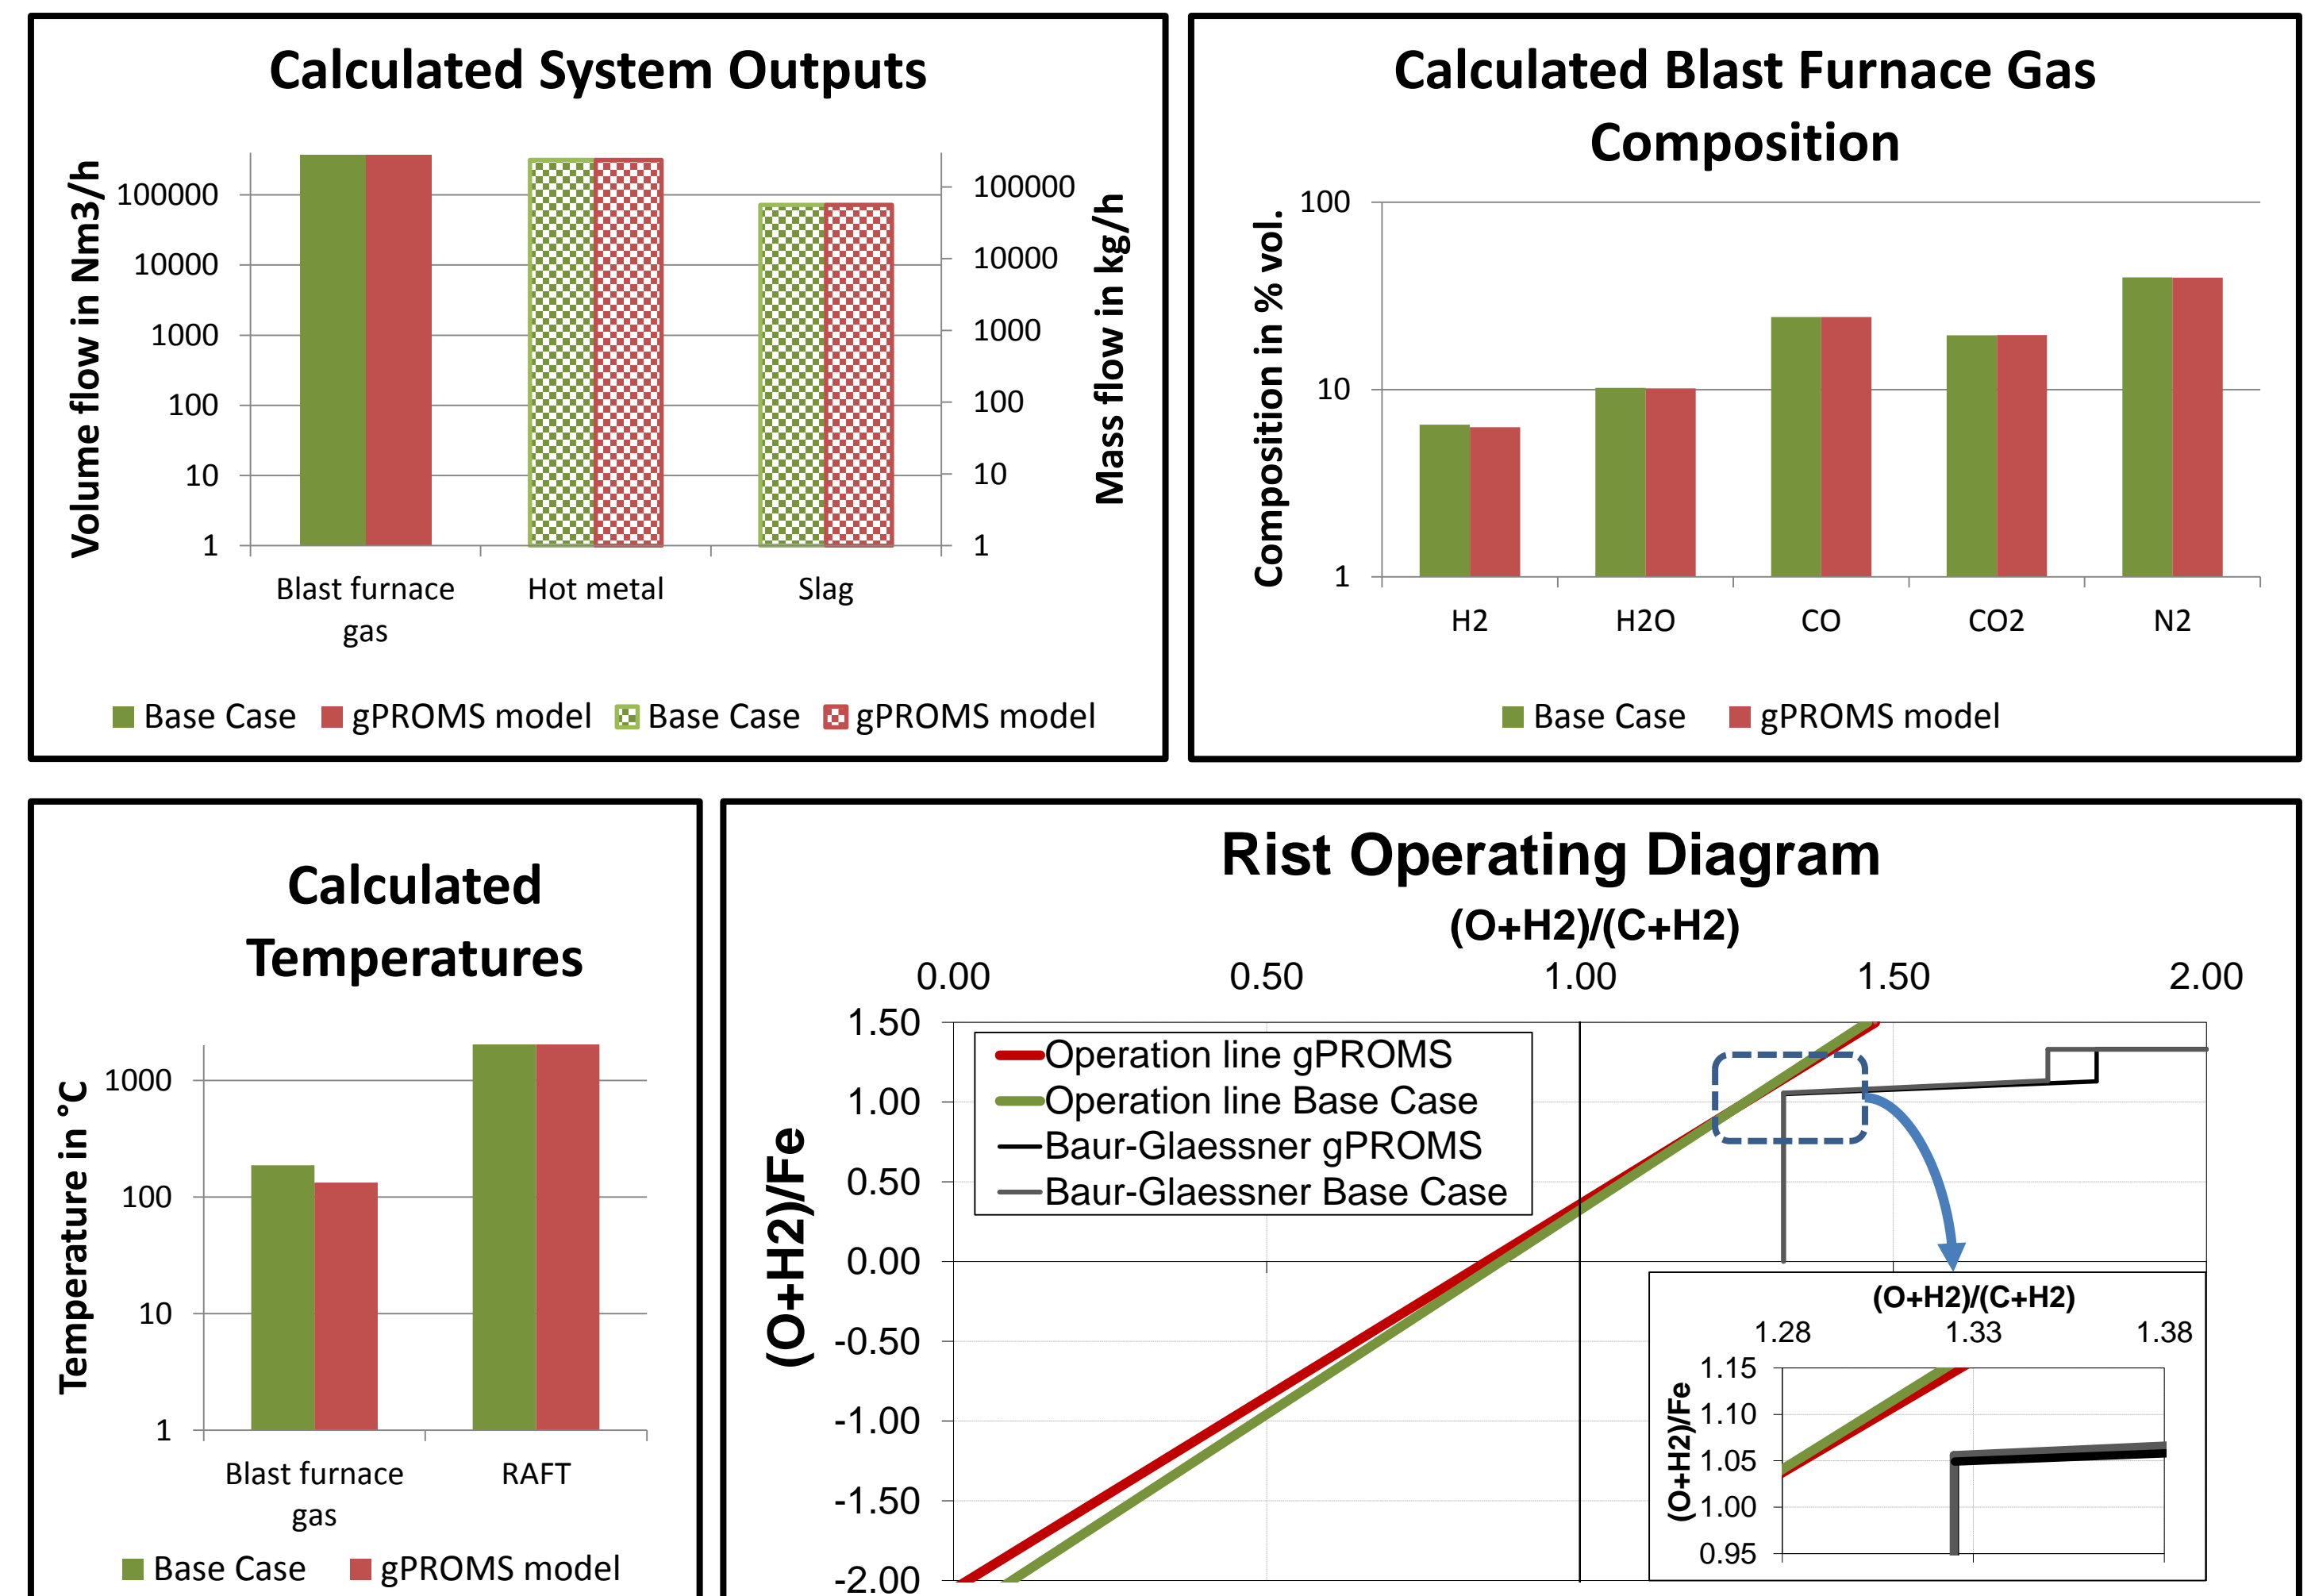 Calculated System Outputs
Volume flow in Nm3/h
100000
10000
1000
100
10
1
100000
10000
1000
100
10
1
Mass flow in kg/h
Blast furnace
gas
Hot metal
Slag
Base Case
gPROMS model
Base Case
gPROMS model
Calculated Blast Furnace Gas
Composition
Composition in % vol.
100
10
1
H2
H2O
CO
CO2
N2
Base Case
gPROMS model
Calculated
Temperatures
Temperature in °C
1000
100
10
1
Blast furnace
gas
RAFT
Base Case
gPROMS model
Rist Operating Diagram
(O+H2)/(C+H2)
0.00
0.50
1.00
1.50
2.00
(O+H2)/Fe
1.50
1.00
0.50
0.00
-0.50
-1.00
-1.50
-2.00
Operation line gPROMS
Operation line Base Case
Baur-Glaessner gPROMS
Baur-Glaessner Base Case
(O+H2)/(C+H2)
1.28
1.33
1.38
(O+H2)/Fe
1.15
1.10
1.05
1.00
0.95